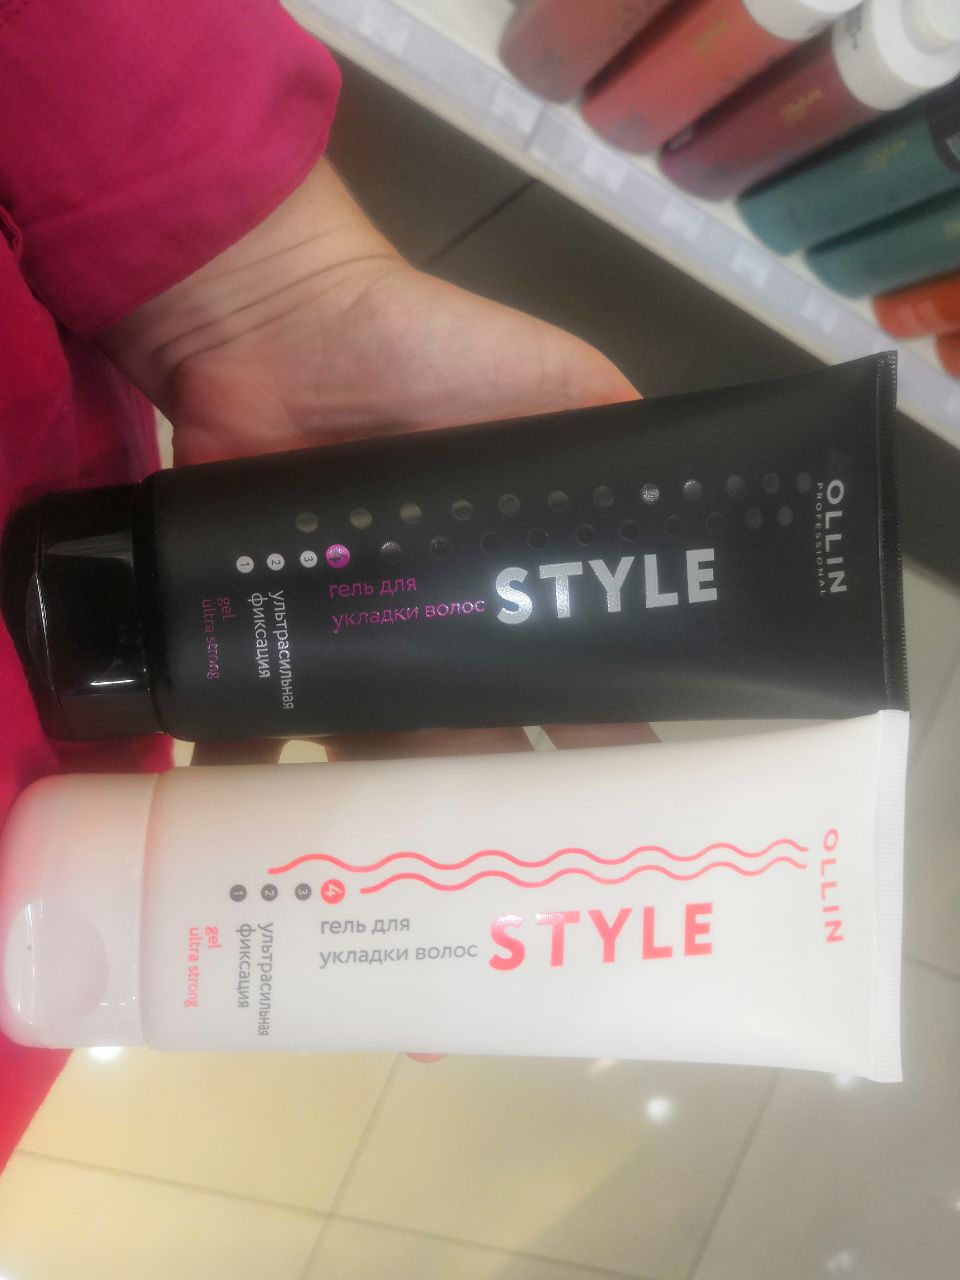 OLLIN
PROFESSIONAL
STYLE
гель для
укладки волос
4
3
2
1
ультрасильная
фиксация
gel
ultra strong
OLLIN
STYLE
гель для
укладки волос
4
3
2
1
ультрасильная
фиксация
gel
ultra strong